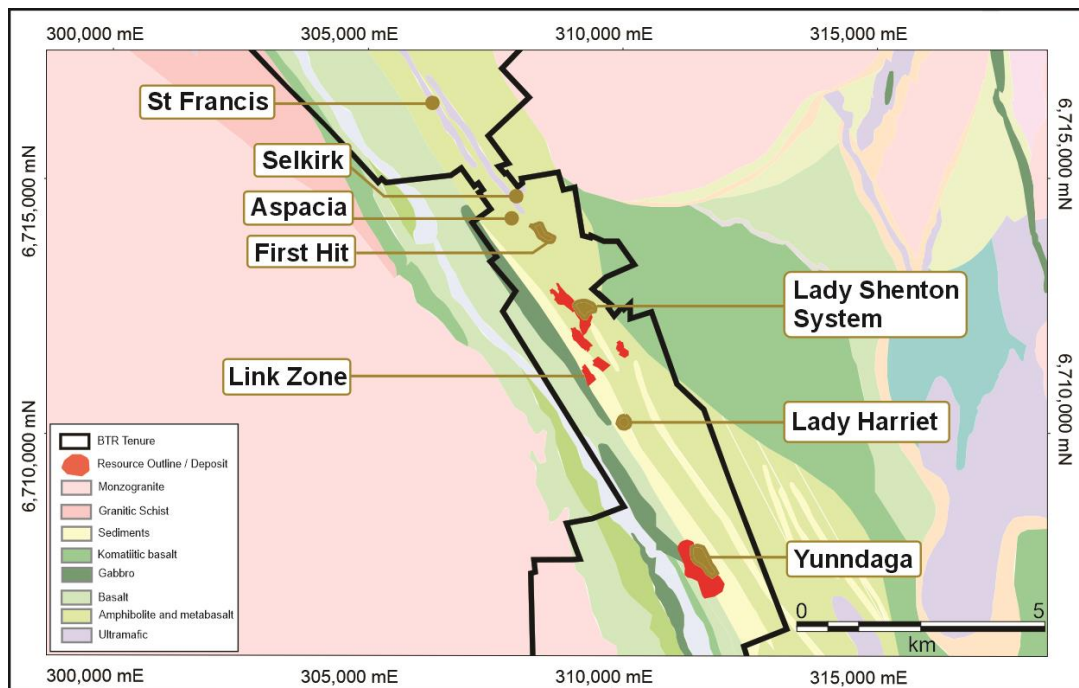 300,000 mE
305,000 mE
310,000 mE
315,000 mE
St Francis
Selkirk
Aspacia
First Hit
Lady Shenton
System
Link Zone
Lady Harriet
Yunndaga
6,715,000 mN
6,710,000 mN
6,715,000 mN
6,710,000 mN
BTR Tenure
Resource Outline / Deposit
Monzogranite
Granitic Schist
Sediments
Komatiitic basalt
Gabbro
Basalt
Amphibolite and metabasalt
Ultramafic
0
5
km
300,000 mE
305,000 mE
310,000 mE
315,000 mE